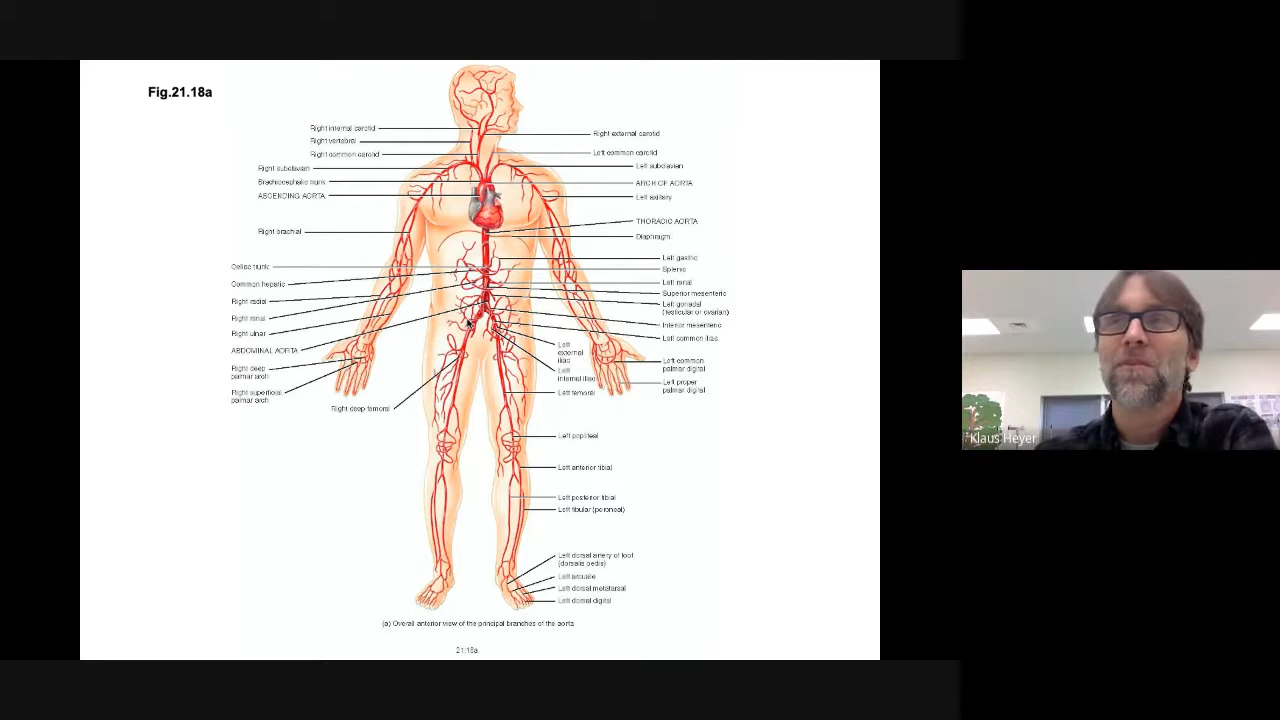 Fig.21.18a
Right internal carotid
Right vertebral
Right common carotid
Right subclavian
Brachiocephalic trunk
ASCENDING AORTA
Right brachial
Celiac trunk
Common hepatic
Right radial
Right renal
Right ulnar
ABDOMINAL AORTA
Right deep
palmar arch
Right superficial
palmar arch
Right deep femoral
Right external carotid
Left common carotid
Left subclavian
ARCH OF AORTA
Left axillary
THORACIC AORTA
Diaphragm
Left gastric
Splenic
Left renal
Superior mesenteric
Left gonadal
(testicular or ovarian)
Inferior mesenteric
Left common iliac
Left
external
iliac
Left
internal iliac
Left common
palmar digital
Left proper
palmar digital
Left femoral
Left popliteal
Left anterior tibial
Left posterior tibial
Left fibular (peroneal)
Left dorsal artery of foot
(dorsalis pedis)
Left arcuate
Left dorsal metatarsal
Left dorsal digital
(a) Overall anterior view of the principal branches of the aorta
21.18a
Klaus Heyer